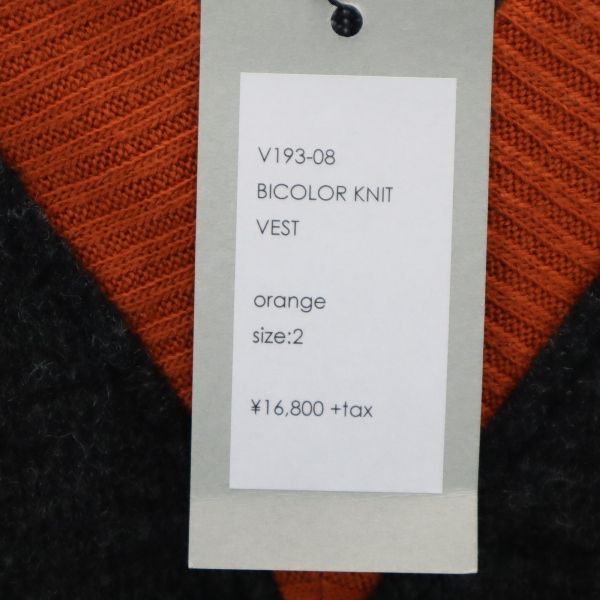 V193-08
BICOLOR KNIT
VEST
orange
size:2
¥16,800 +tax